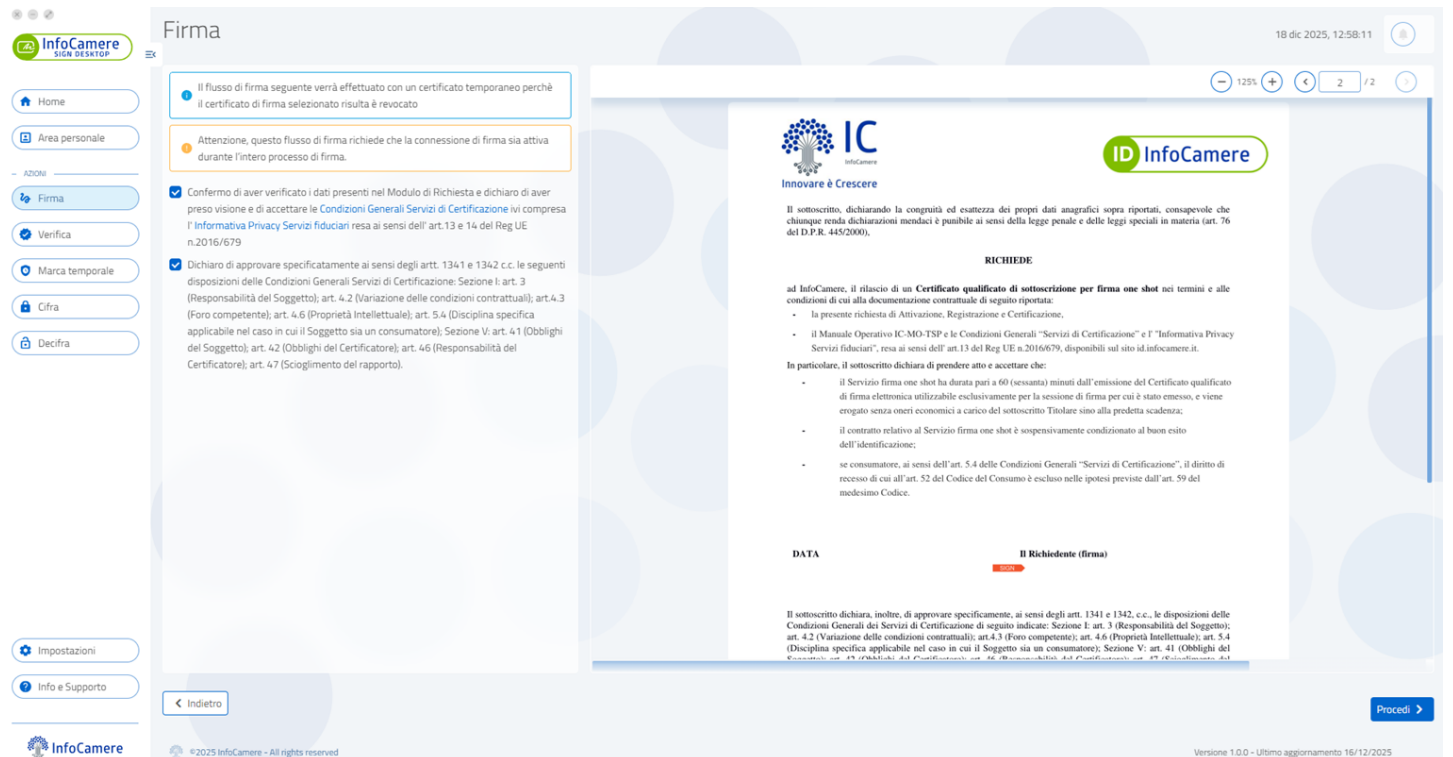 InfoCamere
SIGN DESKTOP
Home
Area personale
AZIONI
Firma
Verifica
Marca temporale
Cifra
Decifra
Impostazioni
Info e Supporto
InfoCamere
Firma
18 dic 2025, 12:58:11
Il flusso di firma seguente verrà effettuato con un certificato temporaneo perchè
il certificato di firma selezionato risulta è revocato
Attenzione, questo flusso di firma richiede che la connessione di firma sia attiva
durante l'intero processo di firma.
Confermo di aver verificato i dati presenti nel Modulo di Richiesta e dichiaro di aver
preso visione e di accettare le Condizioni Generali Servizi di Certificazione ivi compresa
l' Informativa Privacy Servizi fiduciari resa ai sensi dell' art.13 e 14 del Reg UE
n.2016/679
Dichiaro di approvare specificatamente ai sensi degli artt. 1341 e 1342 c.c. le seguenti
disposizioni delle Condizioni Generali Servizi di Certificazione: Sezione I: art. 3
(Responsabilità del Soggetto); art. 4.2 (Variazione delle condizioni contrattuali); art.4.3
(Foro competente); art. 4.6 (Proprietà Intellettuale); art. 5.4 (Disciplina specifica
applicabile nel caso in cui il Soggetto sia un consumatore); Sezione V: art. 41 (Obblighi
del Soggetto); art. 42 (Obblighi del Certificatore); art. 46 (Responsabilità del
Certificatore); art. 47 (Scioglimento del rapporto).
125%
2 / 2
IC
InfoCamere
Innovare è Crescere
ID InfoCamere
Il sottoscritto, dichiarando la congruità ed esattezza dei propri dati anagrafici sopra riportati, consapevole che
chiunque renda dichiarazioni mendaci è punibile ai sensi della legge penale e delle leggi speciali in materia (art. 76
del D.P.R. 445/2000),
RICHIEDE
ad InfoCamere, il rilascio di un Certificato qualificato di sottoscrizione per firma one shot nei termini e alle
condizioni di cui alla documentazione contrattuale di seguito riportata:
- la presente richiesta di Attivazione, Registrazione e Certificazione,
- il Manuale Operativo IC-MO-TSP e le Condizioni Generali “Servizi di Certificazione” e l' "Informativa Privacy
Servizi fiduciari", resa ai sensi dell' art.13 del Reg UE n.2016/679, disponibili sul sito id.infocamere.it.
In particolare, il sottoscritto dichiara di prendere atto e accettare che:
- il Servizio firma one shot ha durata pari a 60 (sessanta) minuti dall’emissione del Certificato qualificato
di firma elettronica utilizzabile esclusivamente per la sessione di firma per cui è stato emesso, e viene
erogato senza oneri economici a carico del sottoscritto Titolare sino alla predetta scadenza;
- il contratto relativo al Servizio firma one shot è sospensivamente condizionato al buon esito
dell’identificazione;
- se consumatore, ai sensi dell’art. 5.4 delle Condizioni Generali “Servizi di Certificazione”, il diritto di
recesso di cui all’art. 52 del Codice del Consumo è escluso nelle ipotesi previste dall’art. 59 del
medesimo Codice.
DATA Il Richiedente (firma)
SIGN
Il sottoscritto dichiara, inoltre, di approvare specificamente, ai sensi degli artt. 1341 e 1342, c.c., le disposizioni delle
Condizioni Generali dei Servizi di Certificazione di seguito indicate: Sezione I: art. 3 (Responsabilità del Soggetto);
art. 4.2 (Variazione delle condizioni contrattuali); art.4.3 (Foro competente); art. 4.6 (Proprietà Intellettuale); art. 5.4
(Disciplina specifica applicabile nel caso in cui il Soggetto sia un consumatore); Sezione V: art. 41 (Obblighi del
Soggetto); art. 42 (Obblighi del Certificatore); art. 46 (Responsabilità del Certificatore); art. 47 (Scioglimento del
Indietro
Procedi
©2025 InfoCamere - All rights reserved
Versione 1.0.0 - Ultimo aggiornamento 16/12/2025